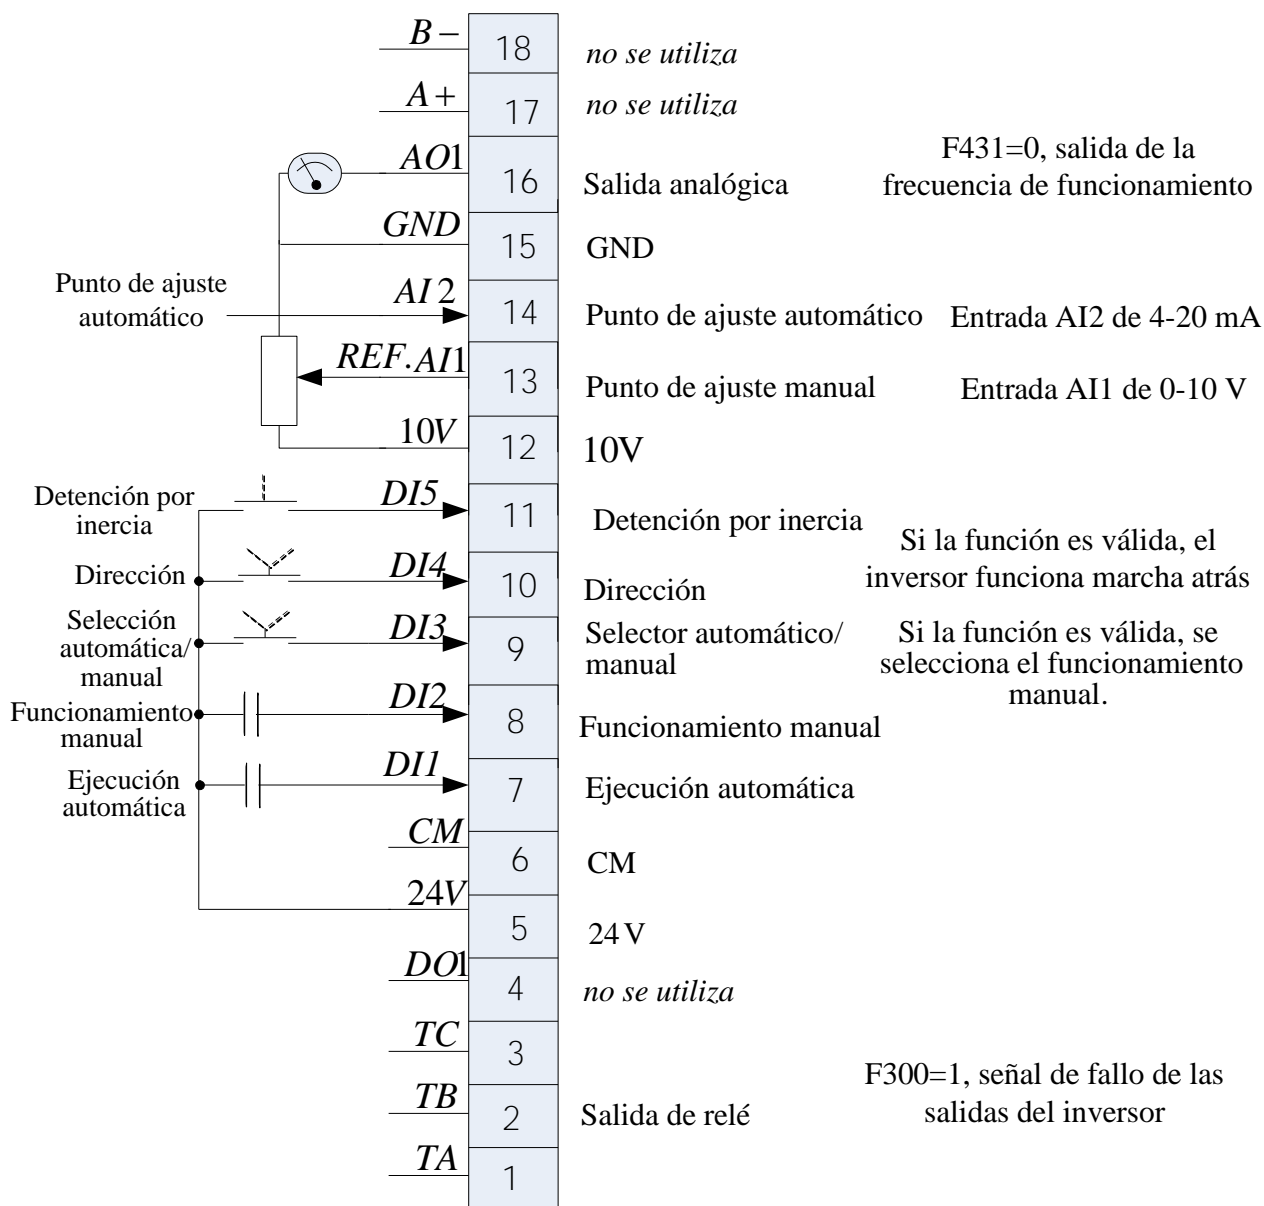 B−
18
no se utiliza
A+
17
no se utiliza
AO1
16
Salida analógica
F431=0, salida de la
frecuencia de funcionamiento
GND
15
GND
Punto de ajuste
automático
AI 2
14
Punto de ajuste automático
Entrada AI2 de 4-20 mA
REF.AI1
13
Punto de ajuste manual
Entrada AI1 de 0-10 V
10V
12
10V
Detención por
inercia
DI5
11
Detención por inercia
Dirección
DI4
10
Dirección
Si la función es válida, el
inversor funciona marcha atrás
Selección
automática/
manual
DI3
9
Selector automático/
manual
Si la función es válida, se
selecciona el funcionamiento
manual.
Funcionamiento
manual
DI2
8
Funcionamiento manual
Ejecución
automática
DI1
7
Ejecución automática
CM
6
CM
24V
5
24 V
DO1
4
no se utiliza
TC
3
TB
2
Salida de relé
F300=1, señal de fallo de las
salidas del inversor
TA
1